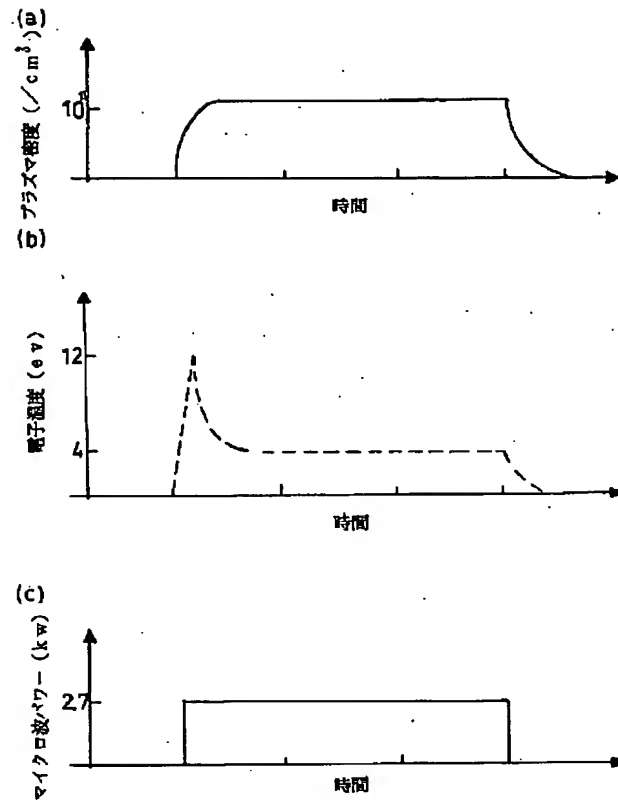 (a)
プラズマ密度 (／cm³)
10
時間
(b)
電子温度 (ev)
12
4
時間
(c)
マイクロ波パワー (kw)
2.7
時間